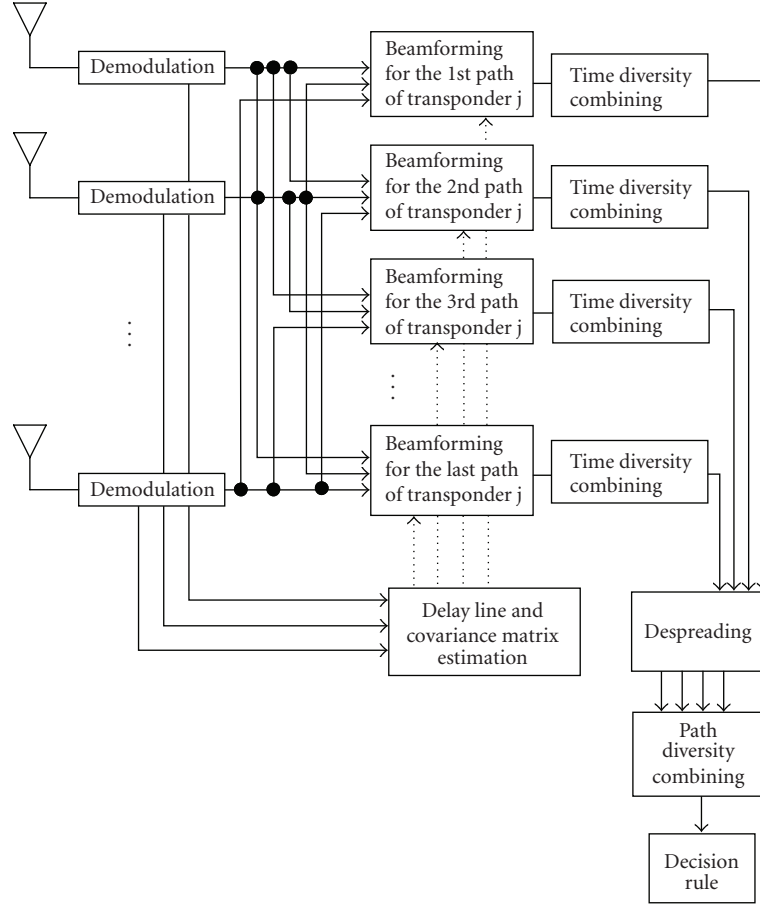 Demodulation
Beamforming
for the 1st path
of transponder j
Time diversity
combining
Demodulation
Beamforming
for the 2nd path
of transponder j
Time diversity
combining
Beamforming
for the 3rd path
of transponder j
Time diversity
combining
Demodulation
Beamforming
for the last path
of transponder j
Time diversity
combining
Delay line and
covariance matrix
estimation
Despreading
Path
diversity
combining
Decision
rule